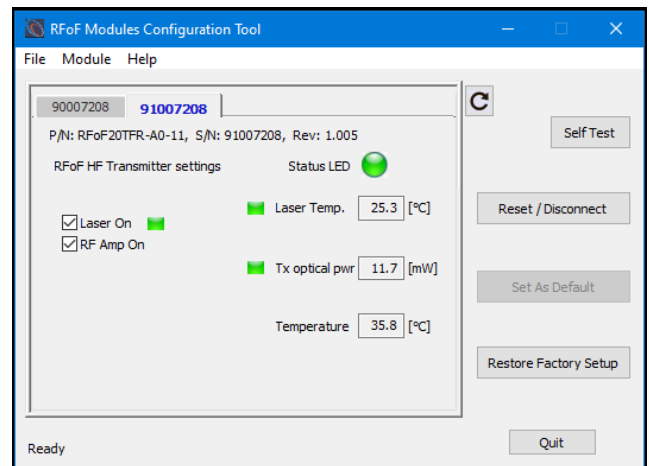 RFoF Modules Configuration Tool
File Module Help
90007208 91007208
P/N: RFoF20TFR-A0-11, S/N: 91007208, Rev: 1.005
Self Test
RFoF HF Transmitter settings Status LED
Laser Temp. 25.3 [°C]
Reset / Disconnect
Laser On
RF Amp On
Tx optical pwr 11.7 [mW]
Set As Default
Temperature 35.8 [°C]
Restore Factory Setup
Quit
Ready